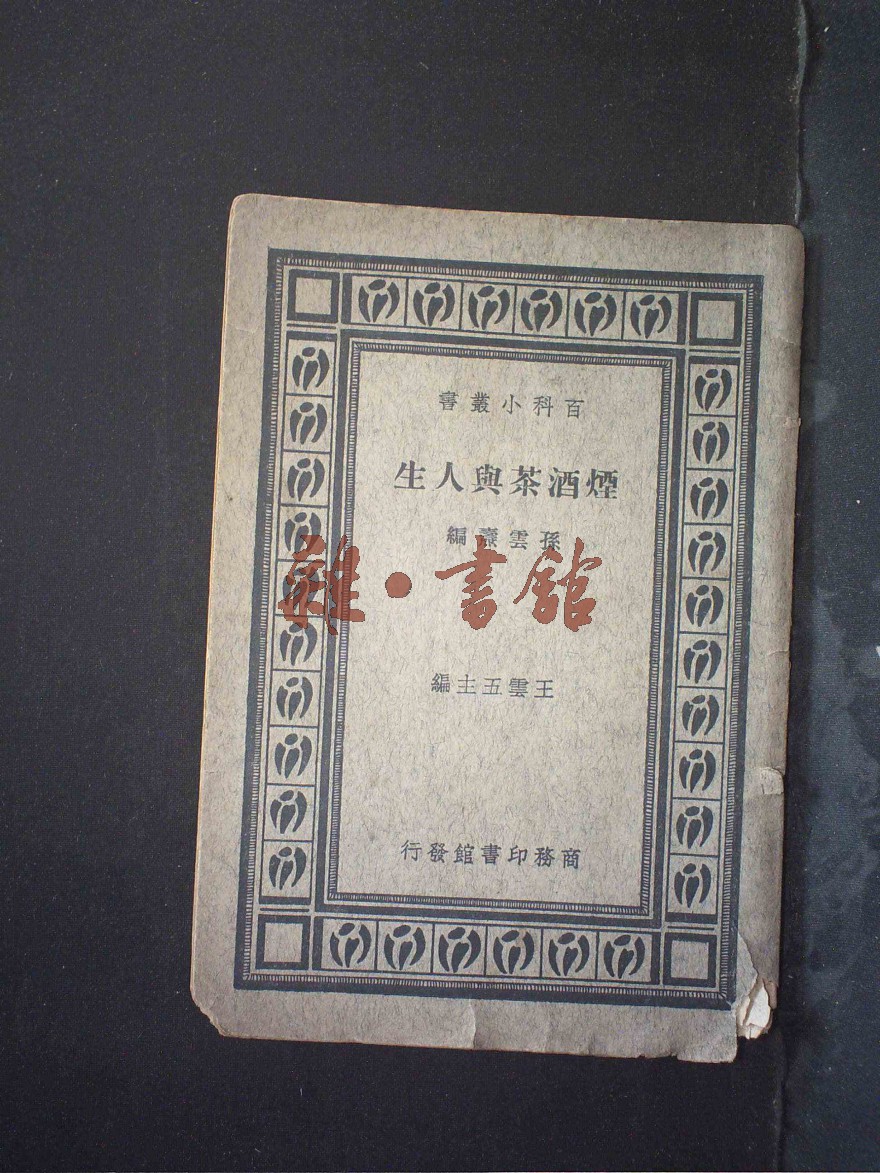 百科小叢書
煙酒茶與人生
孫雲燾編
雜·書館
王雲五主編
商務印書館發行